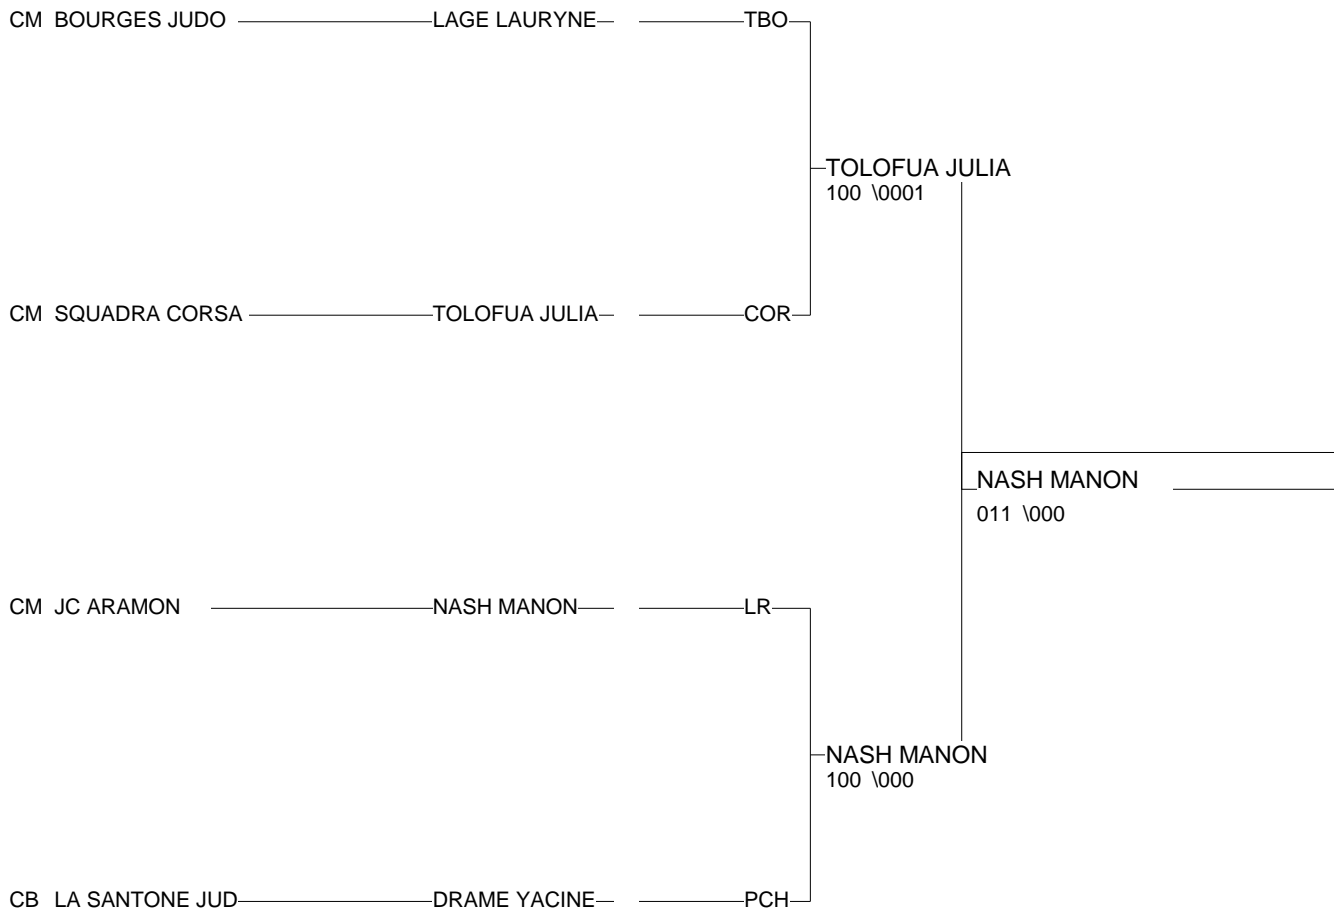 CM BOURGES JUDO LAGE LAURYNE TBO
TOLOFUA JULIA
100 \0001
CM SQUADRA CORSA TOLOFUA JULIA COR
NASH MANON
011 \000
CM JC ARAMON NASH MANON LR
NASH MANON
100 \000
CB LA SANTONE JUD DRAME YACINE PCH